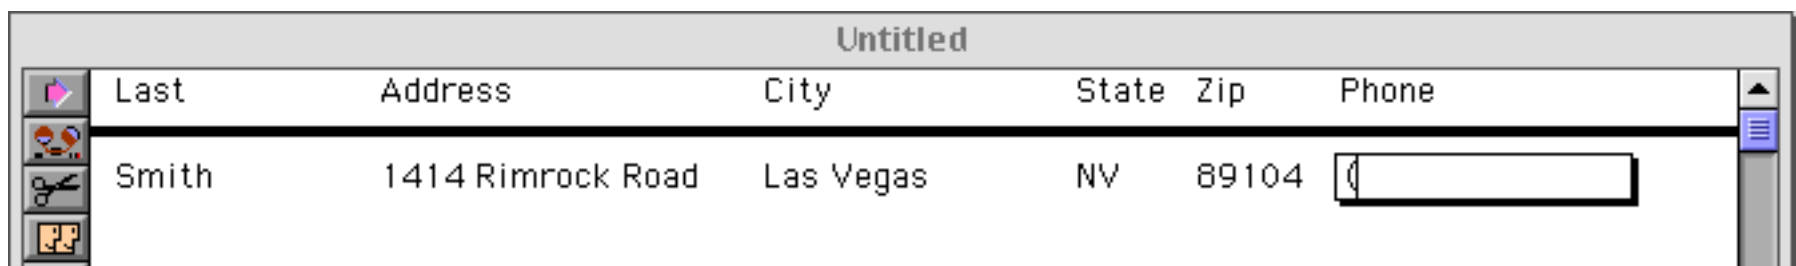 Untitled
Last Address City State Zip Phone
Smith 1414 Rimrock Road Las Vegas NV 89104 (